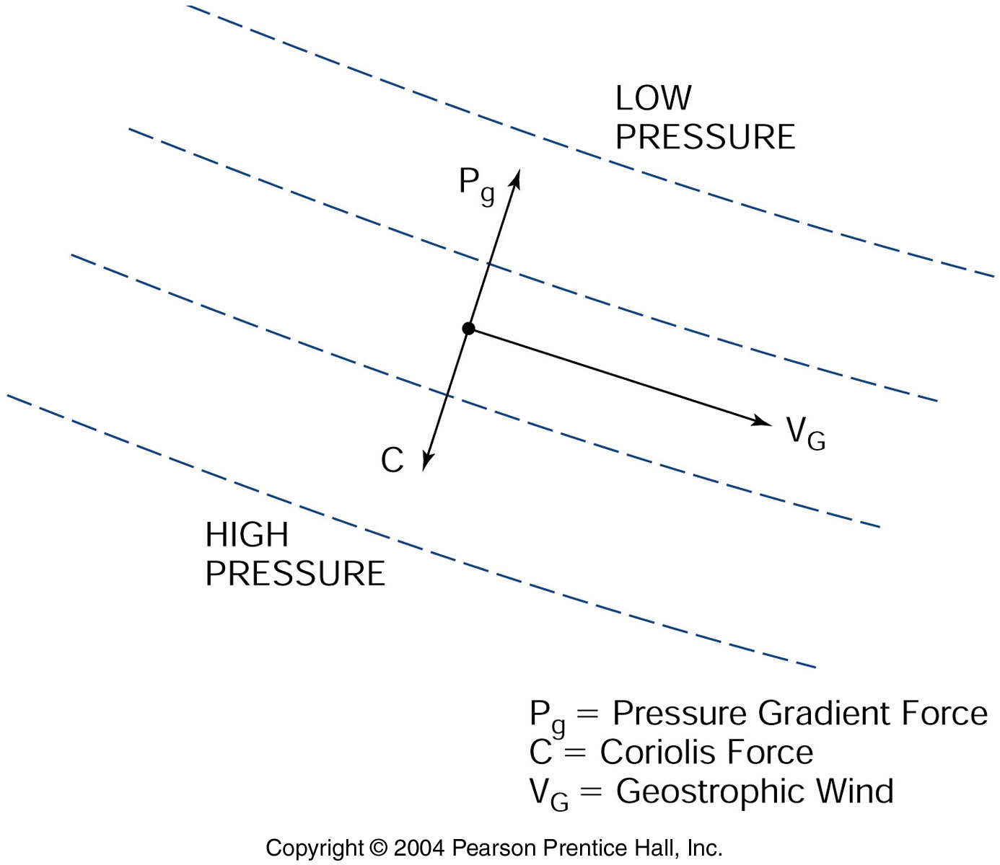 LOW
PRESSURE
Pg
VG
C
HIGH
PRESSURE
Pg = Pressure Gradient Force
C = Coriolis Force
VG = Geostrophic Wind
Copyright © 2004 Pearson Prentice Hall, Inc.